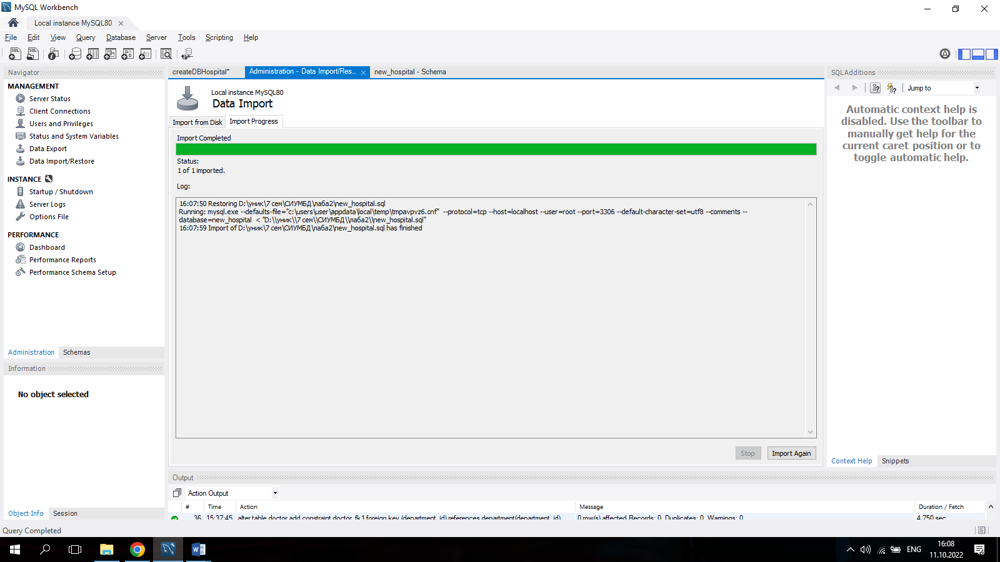 MySQL Workbench
Local instance MySQL80
File Edit View Query Database Server Tools Scripting Help
Navigator
MANAGEMENT
Server Status
Client Connections
Users and Privileges
Status and System Variables
Data Export
Data Import/Restore
INSTANCE
Startup / Shutdown
Server Logs
Options File
PERFORMANCE
Dashboard
Performance Reports
Performance Schema Setup
Administration Schemas
Information
No object selected
Object Info Session
createDBHospital* Administration - Data Import/Res... new_hospital - Schema
Local instance MySQL80
Data Import
Import from Disk Import Progress
Import Completed
Status:
1 of 1 imported.
Log:
16:07:50 Restoring D:\уник\7 сем\СИУМБД\лаба2\new_hospital.sql
Running: mysql.exe --defaults-file="c:\users\user\appdata\local\temp\tmpavpvz6.cnf" --protocol=tcp --host=localhost --user=root --port=3306 --default-character-set=utf8 --comments --
database=new_hospital < "D:\\уник\\7 сем\\СИУМБД\\лаба2\\new_hospital.sql"
16:07:59 Import of D:\уник\7 сем\СИУМБД\лаба2\new_hospital.sql has finished
Stop Import Again
Output
Action Output
# Time Action Message Duration / Fetch
36 15:37:45 alter table doctor add constraint doctor_fk1 foreign key (department_id) references department(department_id) 0 row(s) affected Records: 0 Duplicates: 0 Warnings: 0 4.750 sec
SQLAdditions
Jump to
Automatic context help is
disabled. Use the toolbar to
manually get help for the
current caret position or to
toggle automatic help.
Context Help Snippets
Query Completed
ENG
16:08
11.10.2022